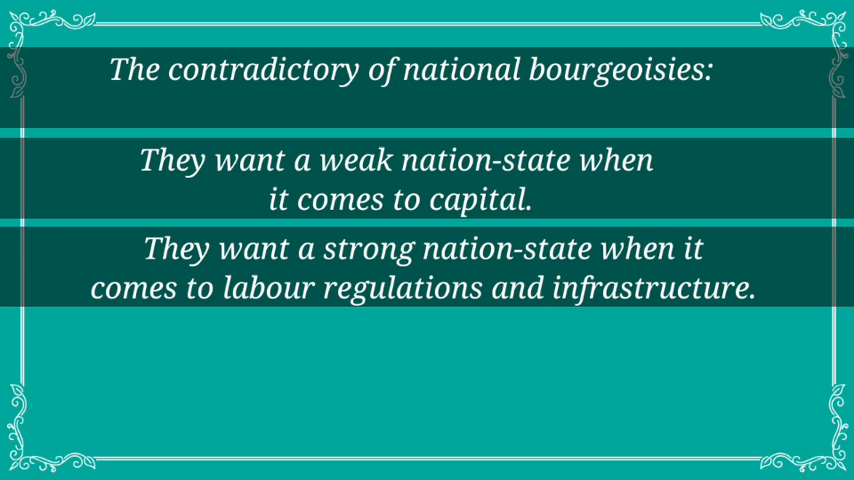 The contradictory of national bourgeoisies:
They want a weak nation-state when
it comes to capital.
They want a strong nation-state when it
comes to labour regulations and infrastructure.